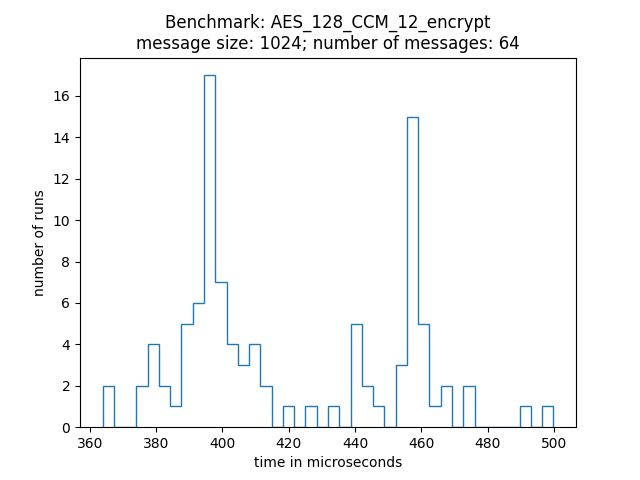 Benchmark: AES_128_CCM_12_encrypt
message size: 1024; number of messages: 64
number of runs
16
14
12
10
8
6
4
2
0
360 380 400 420 440 460 480 500
time in microseconds